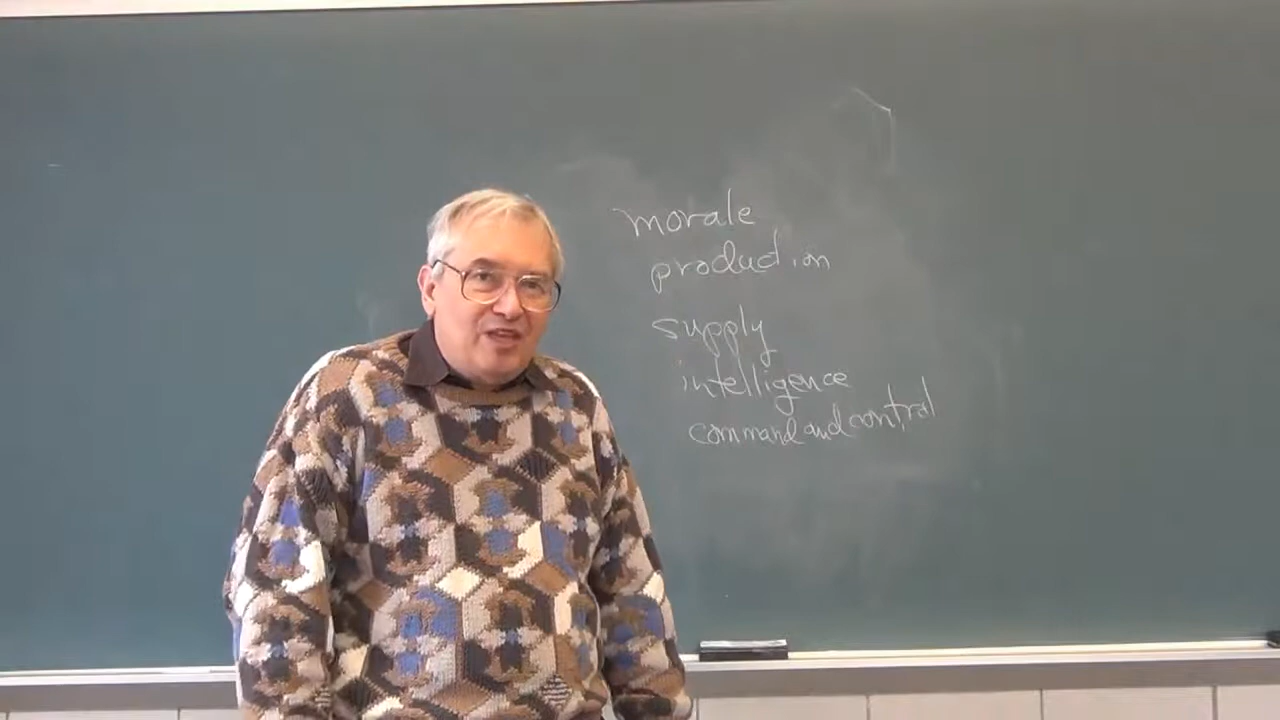 morale
production
supply
intelligence
command and control